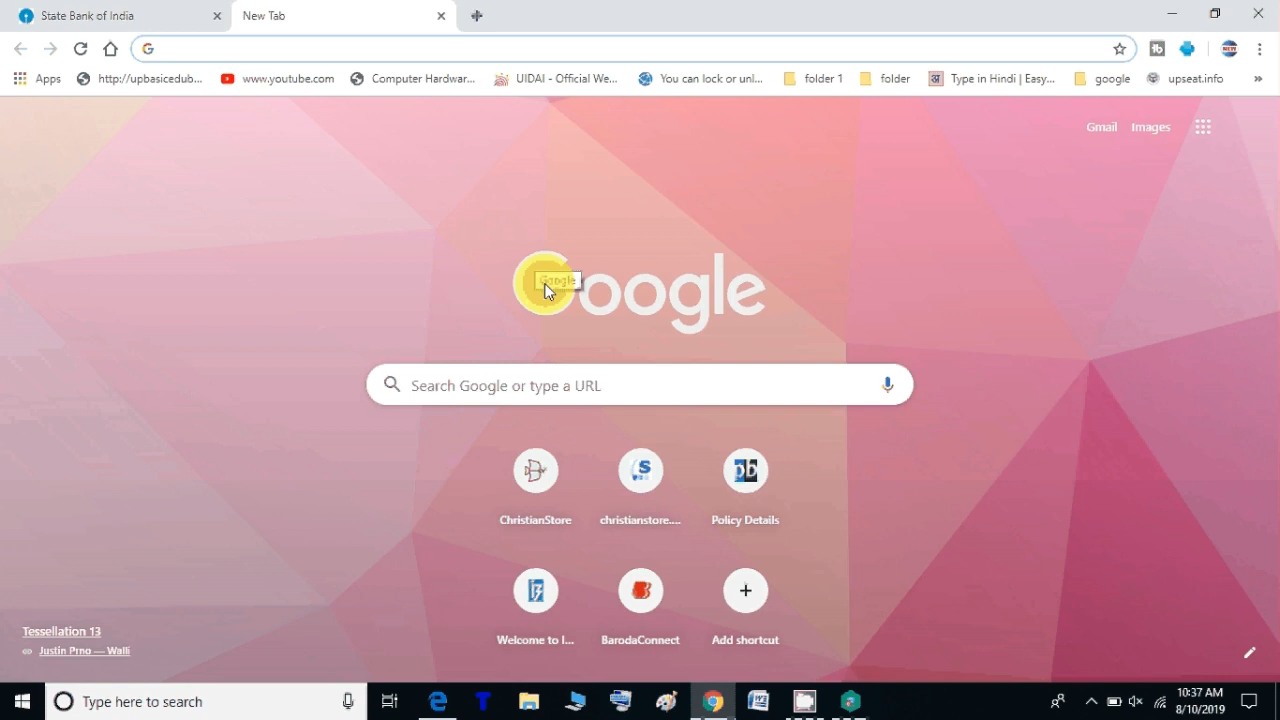 State Bank of India
New Tab
Apps
http://upbasicedub...
www.youtube.com
Computer Hardwar...
UIDAI - Official We...
You can lock or unl...
folder 1
folder
Type in Hindi | Easy...
google
upseat.info
Gmail
Images
Google
Google
Search Google or type a URL
ChristianStore
christianstore....
Policy Details
Welcome to I...
BarodaConnect
Add shortcut
Tessellation 13
Justin Prno — Walli
Type here to search
10:37 AM
8/10/2019